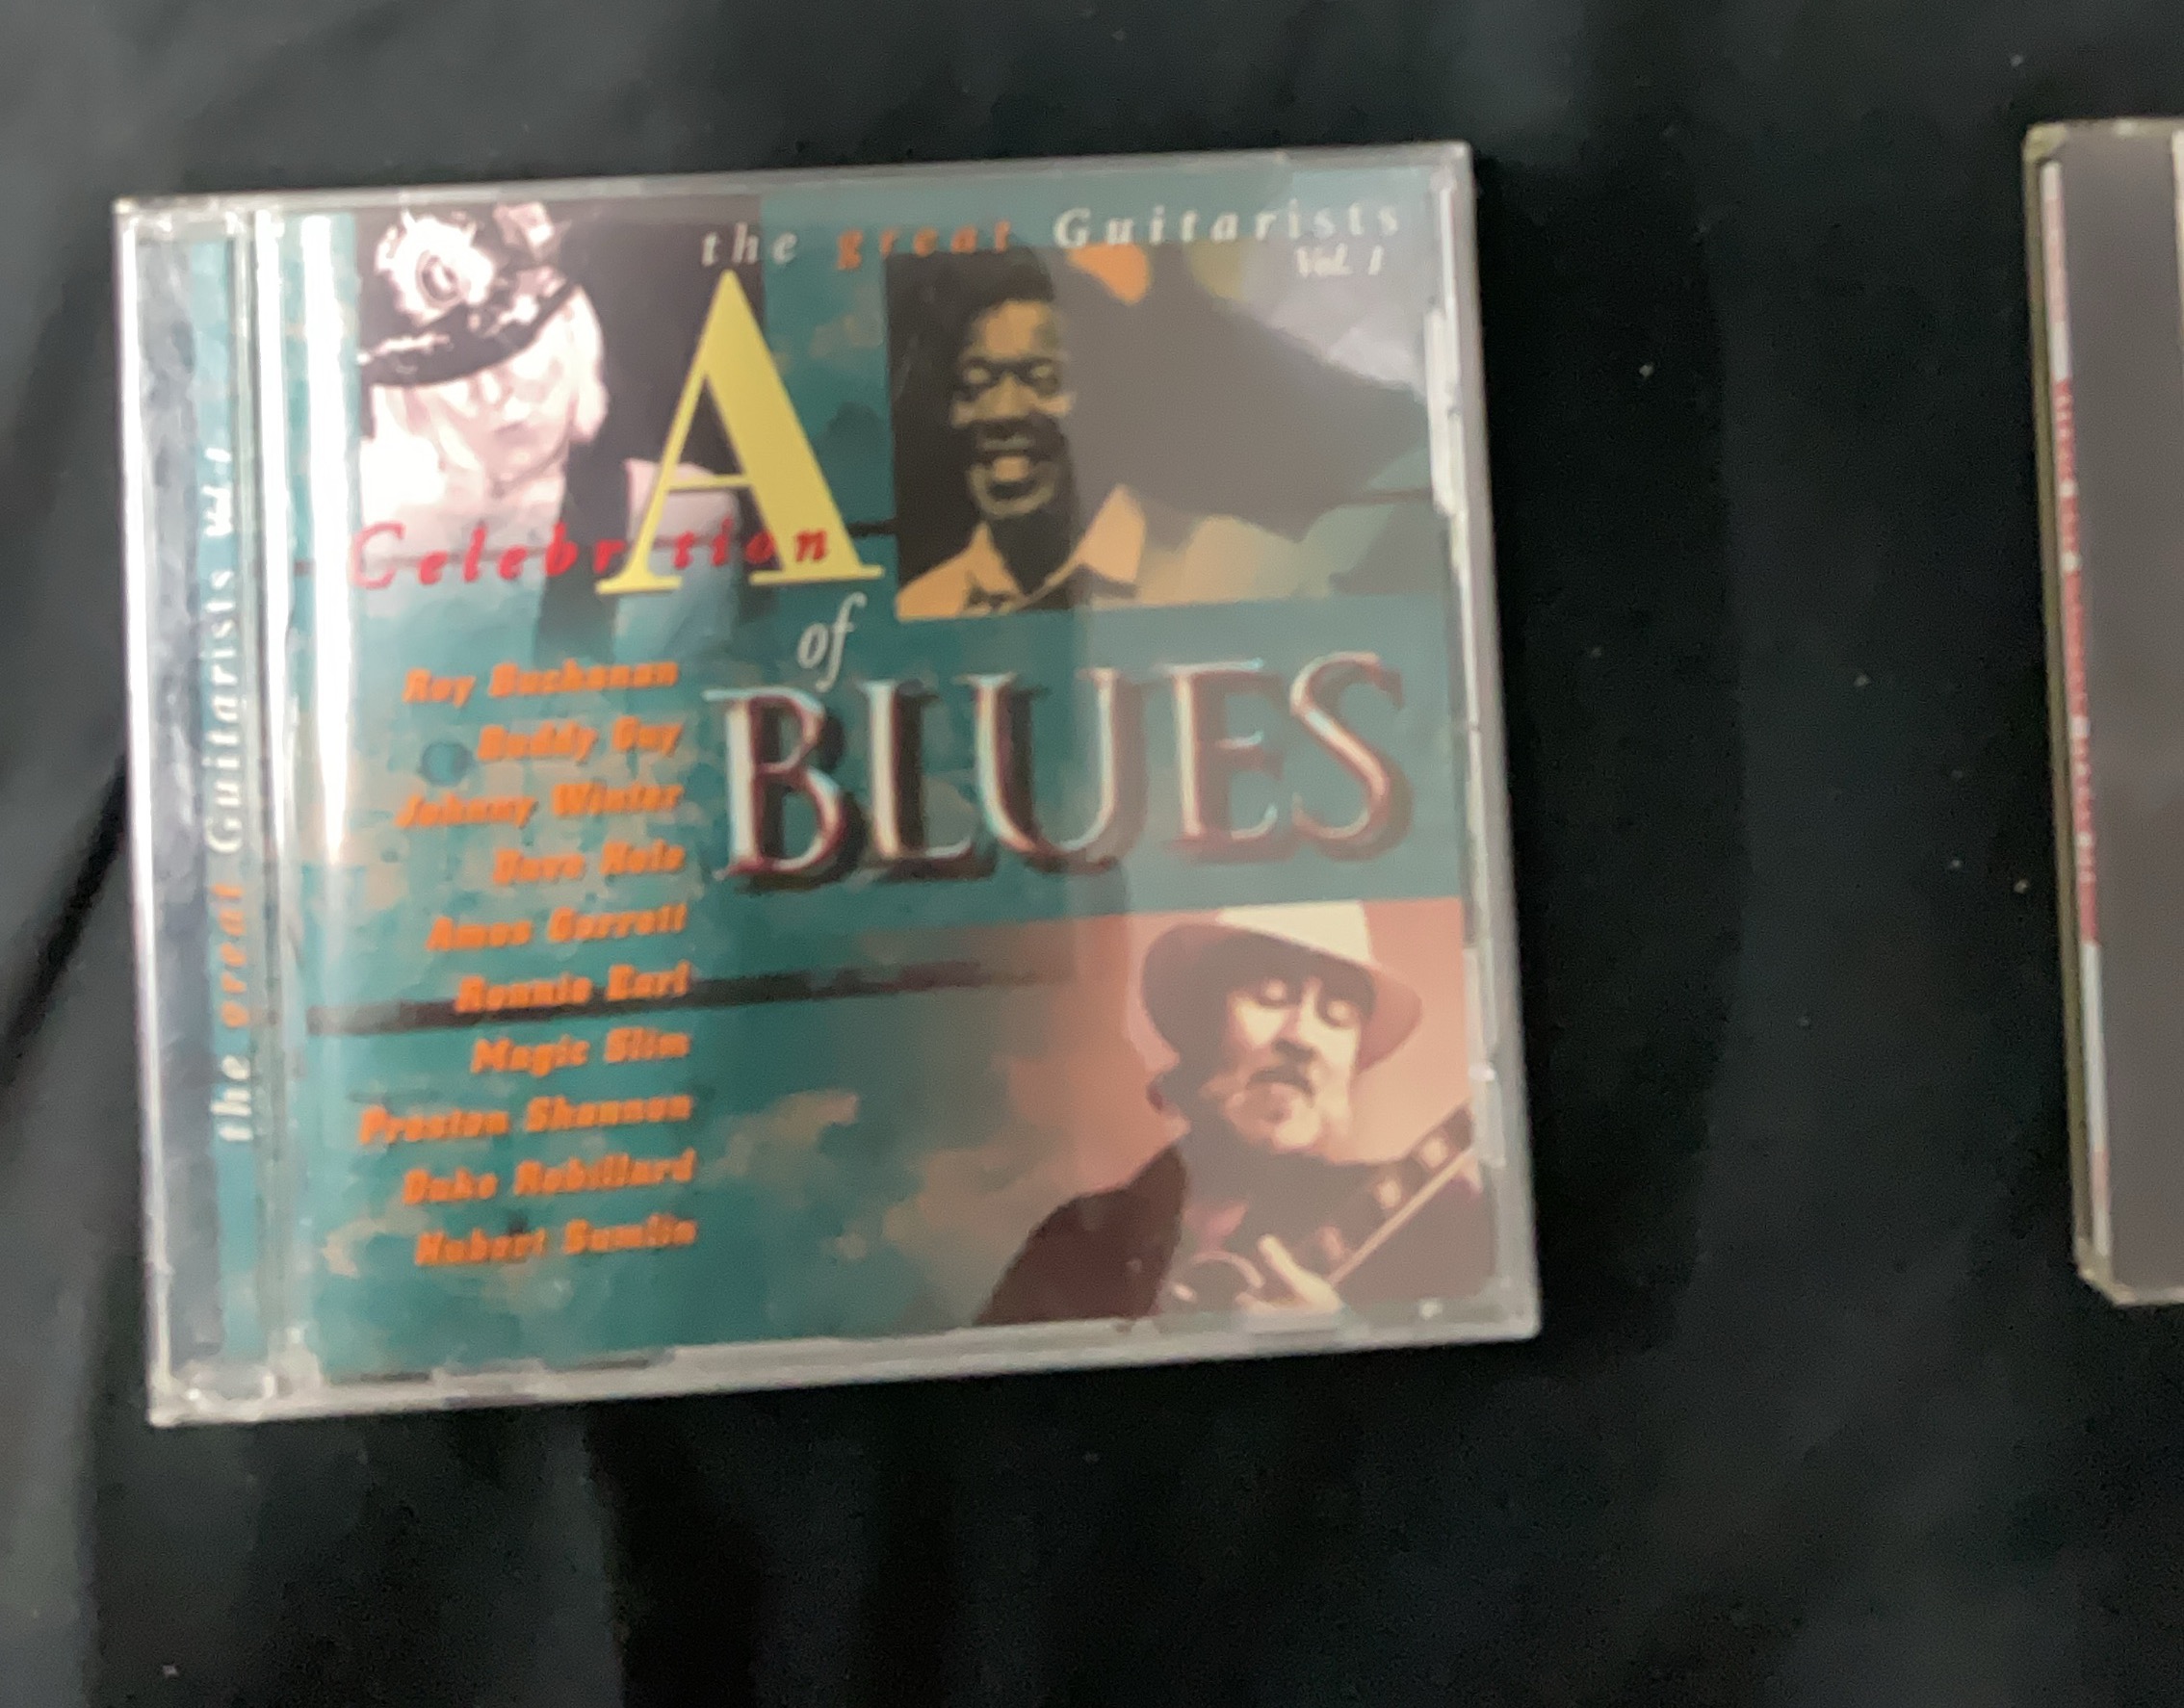 the great Guitarists
Vol. 1
A
Celebration
of
BLUES
Roy Buchanan
Buddy Guy
Johnny Winter
Dave Hole
Amos Garrett
Ronnie Earl
Magic Slim
Preston Shannon
Duke Robillard
Hubert Sumlin
the great Guitarists